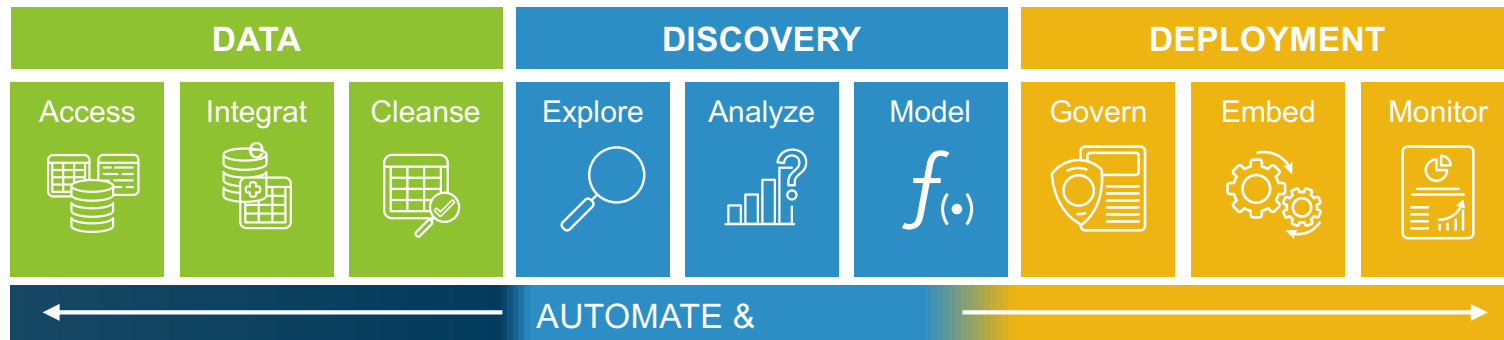 DATA
DISCOVERY
DEPLOYMENT
Access
Integrat
Cleanse
Explore
Analyze
Model
Govern
Embed
Monitor
?
f(•)
e
AUTOMATE &